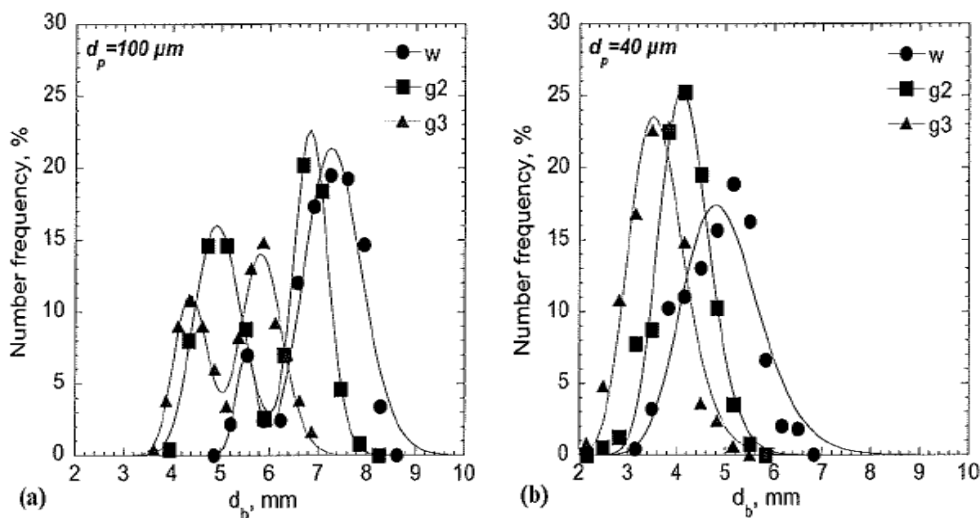 30
25
20
15
10
5
0
Number frequency, %
d_p =100 µm
w
g2
g3
2 3 4 5 6 7 8 9 10
(a)
d_b, mm
30
25
20
15
10
5
0
Number frequency, %
d_p =40 µm
w
g2
g3
2 3 4 5 6 7 8 9 10
(b)
d_b, mm